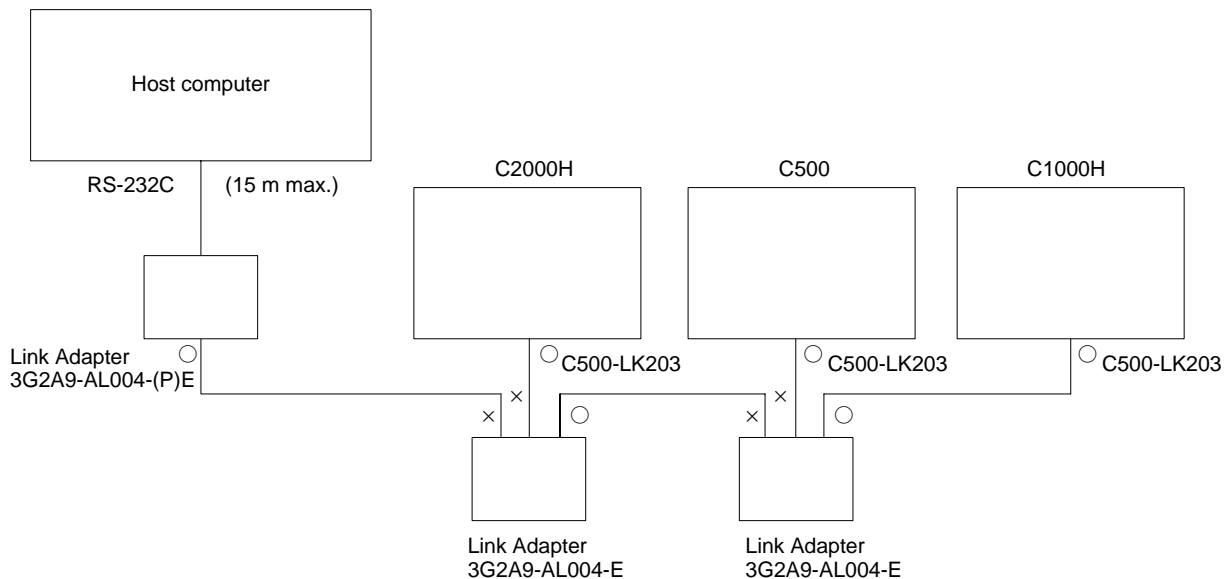 Host computer
RS-232C (15 m max.)
C2000H
C500
C1000H
Link Adapter
3G2A9-AL004-(P)E
C500-LK203
C500-LK203
C500-LK203
Link Adapter
3G2A9-AL004-E
Link Adapter
3G2A9-AL004-E